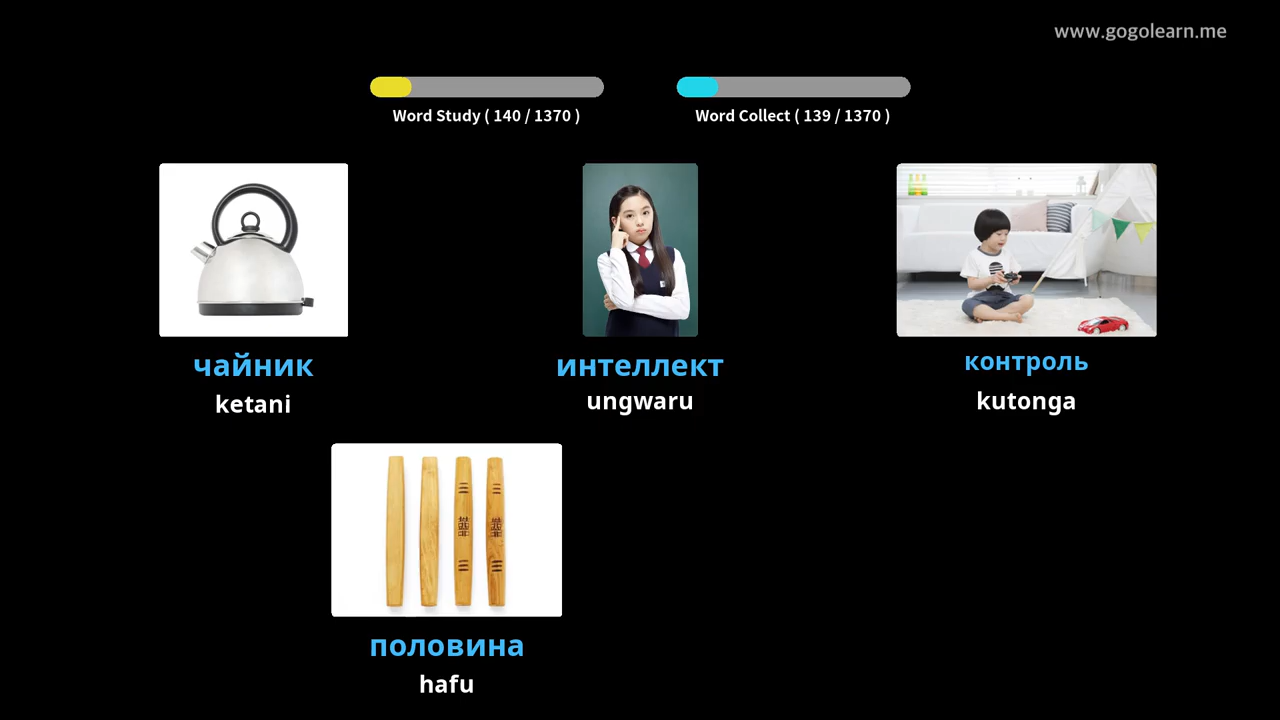 www.gogolearn.me
Word Study ( 140 / 1370 )
Word Collect ( 139 / 1370 )
чайник
ketani
интеллект
ungwaru
контроль
kutonga
половина
hafu